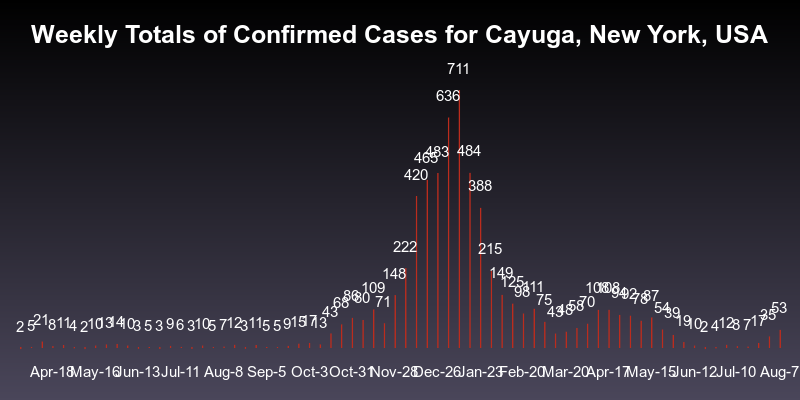 Weekly Totals of Confirmed Cases for Cayuga, New York, USA
2 5 21 8 11 4 2 10 13 14 10 3 5 3 9 6 3 10 5 7 12 3 11 5 5 9 15 17 13 43 68 86 80 109 71 148 222 420 465 483 636 711 484 388 215 149 125 98 111 75 43 48 58 70 108 108 94 92 78 87 54 39 19 10 2 4 12 8 7 17 35 53
Apr-18 May-16 Jun-13 Jul-11 Aug-8 Sep-5 Oct-3 Oct-31 Nov-28 Dec-26 Jan-23 Feb-20 Mar-20 Apr-17 May-15 Jun-12 Jul-10 Aug-7